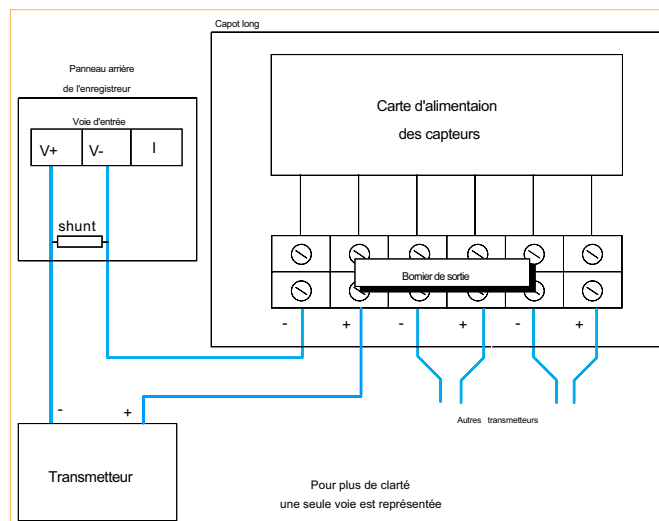 Capot long
Panneau arrière
de l'enregistreur
Voie d'entrée
V+ V- I
shunt
Carte d'alimentaion
des capteurs
Bornier de sortie
- + - + - +
Autres transmetteurs
- +
Transmetteur
Pour plus de clarté
une seule voie est représentée